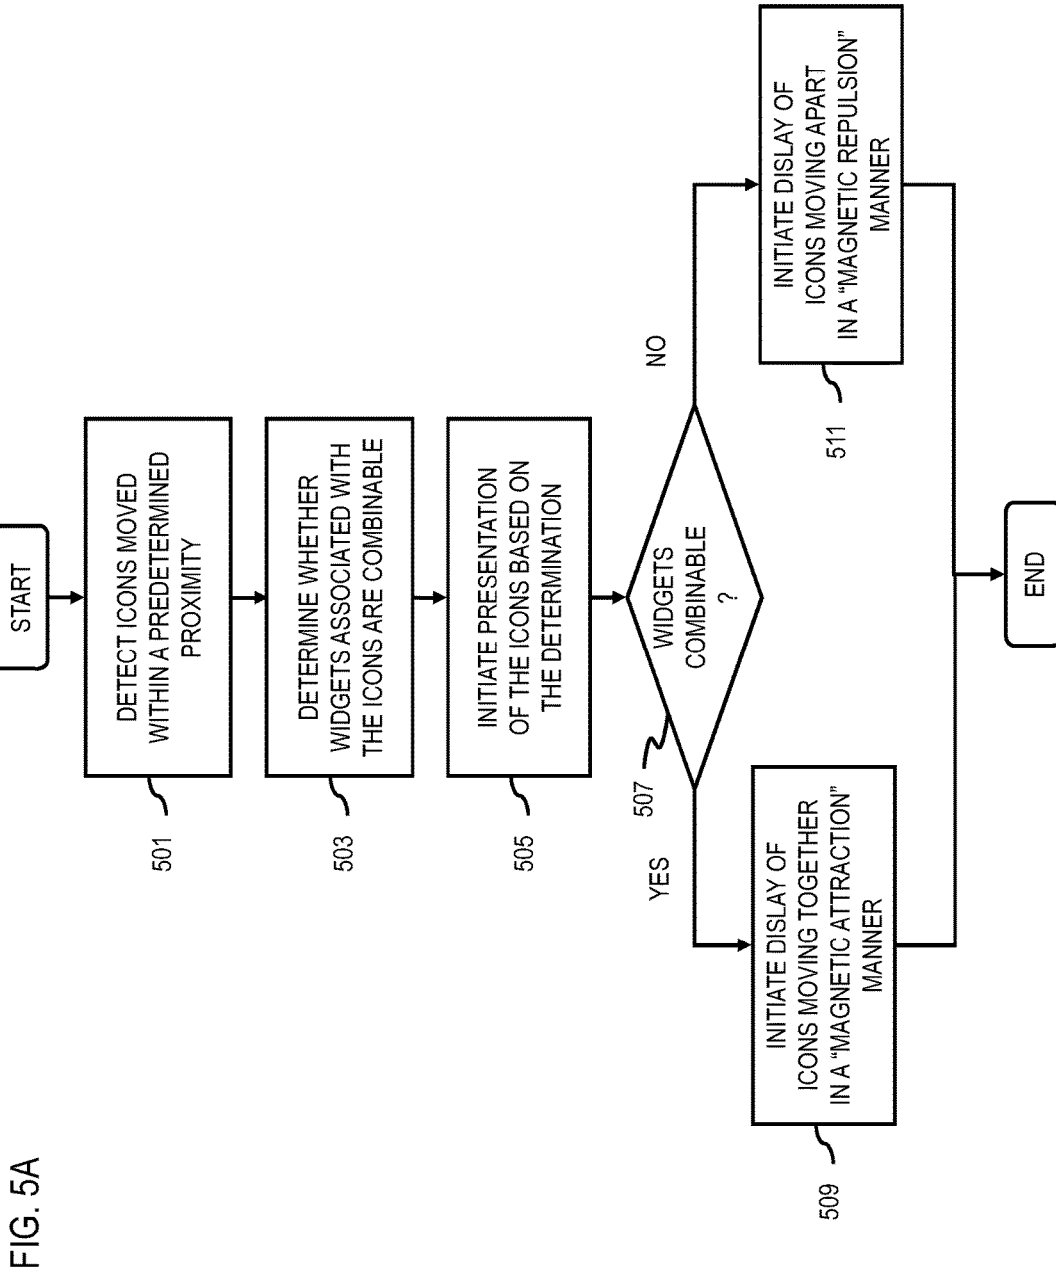 FIG. 5A
START
DETECT ICONS MOVED
WITHIN A PREDETERMINED
PROXIMITY
501
DETERMINE WHETHER
WIDGETS ASSOCIATED WITH
THE ICONS ARE COMBINABLE
503
INITIATE PRESENTATION
OF THE ICONS BASED ON
THE DETERMINATION
505
WIDGETS
COMBINABLE
?
507
YES
NO
INITIATE DISLAY OF
ICONS MOVING TOGETHER
IN A "MAGNETIC ATTRACTION"
MANNER
509
INITIATE DISLAY OF
ICONS MOVING APART
IN A "MAGNETIC REPULSION"
MANNER
511
END